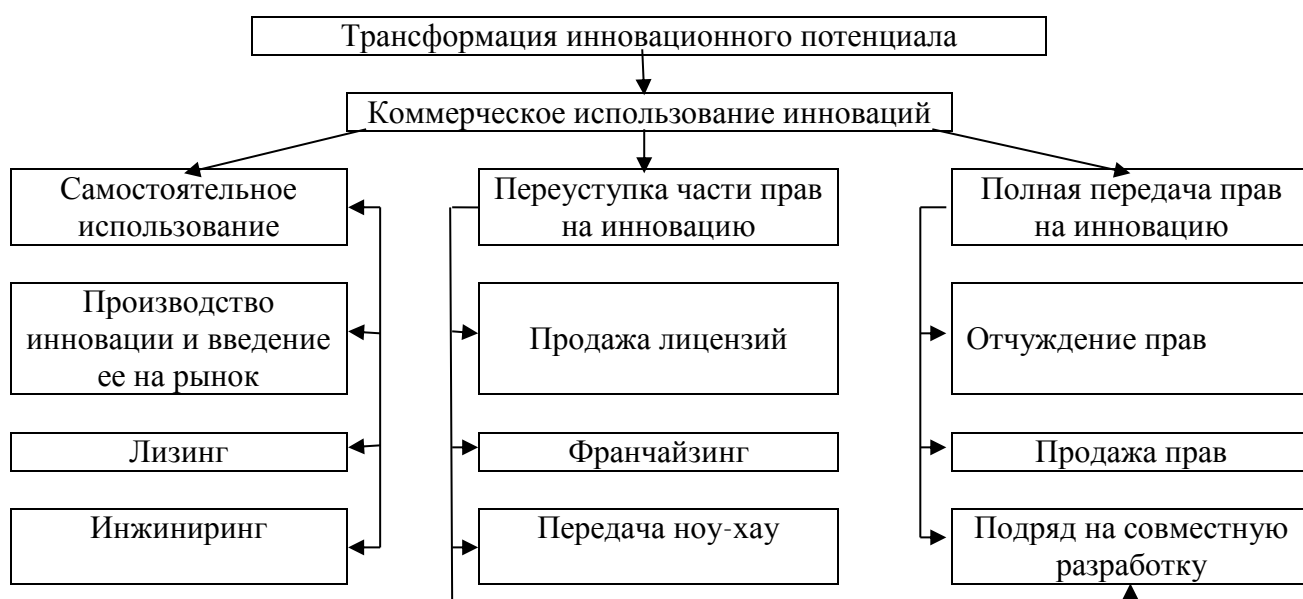 Трансформация инновационного потенциала
Коммерческое использование инноваций
Самостоятельное
использование
Переуступка части прав
на инновацию
Полная передача прав
на инновацию
Производство
инновации и введение
ее на рынок
Продажа лицензий
Отчуждение прав
Лизинг
Франчайзинг
Продажа прав
Инжиниринг
Передача ноу-хау
Подряд на совместную
разработку